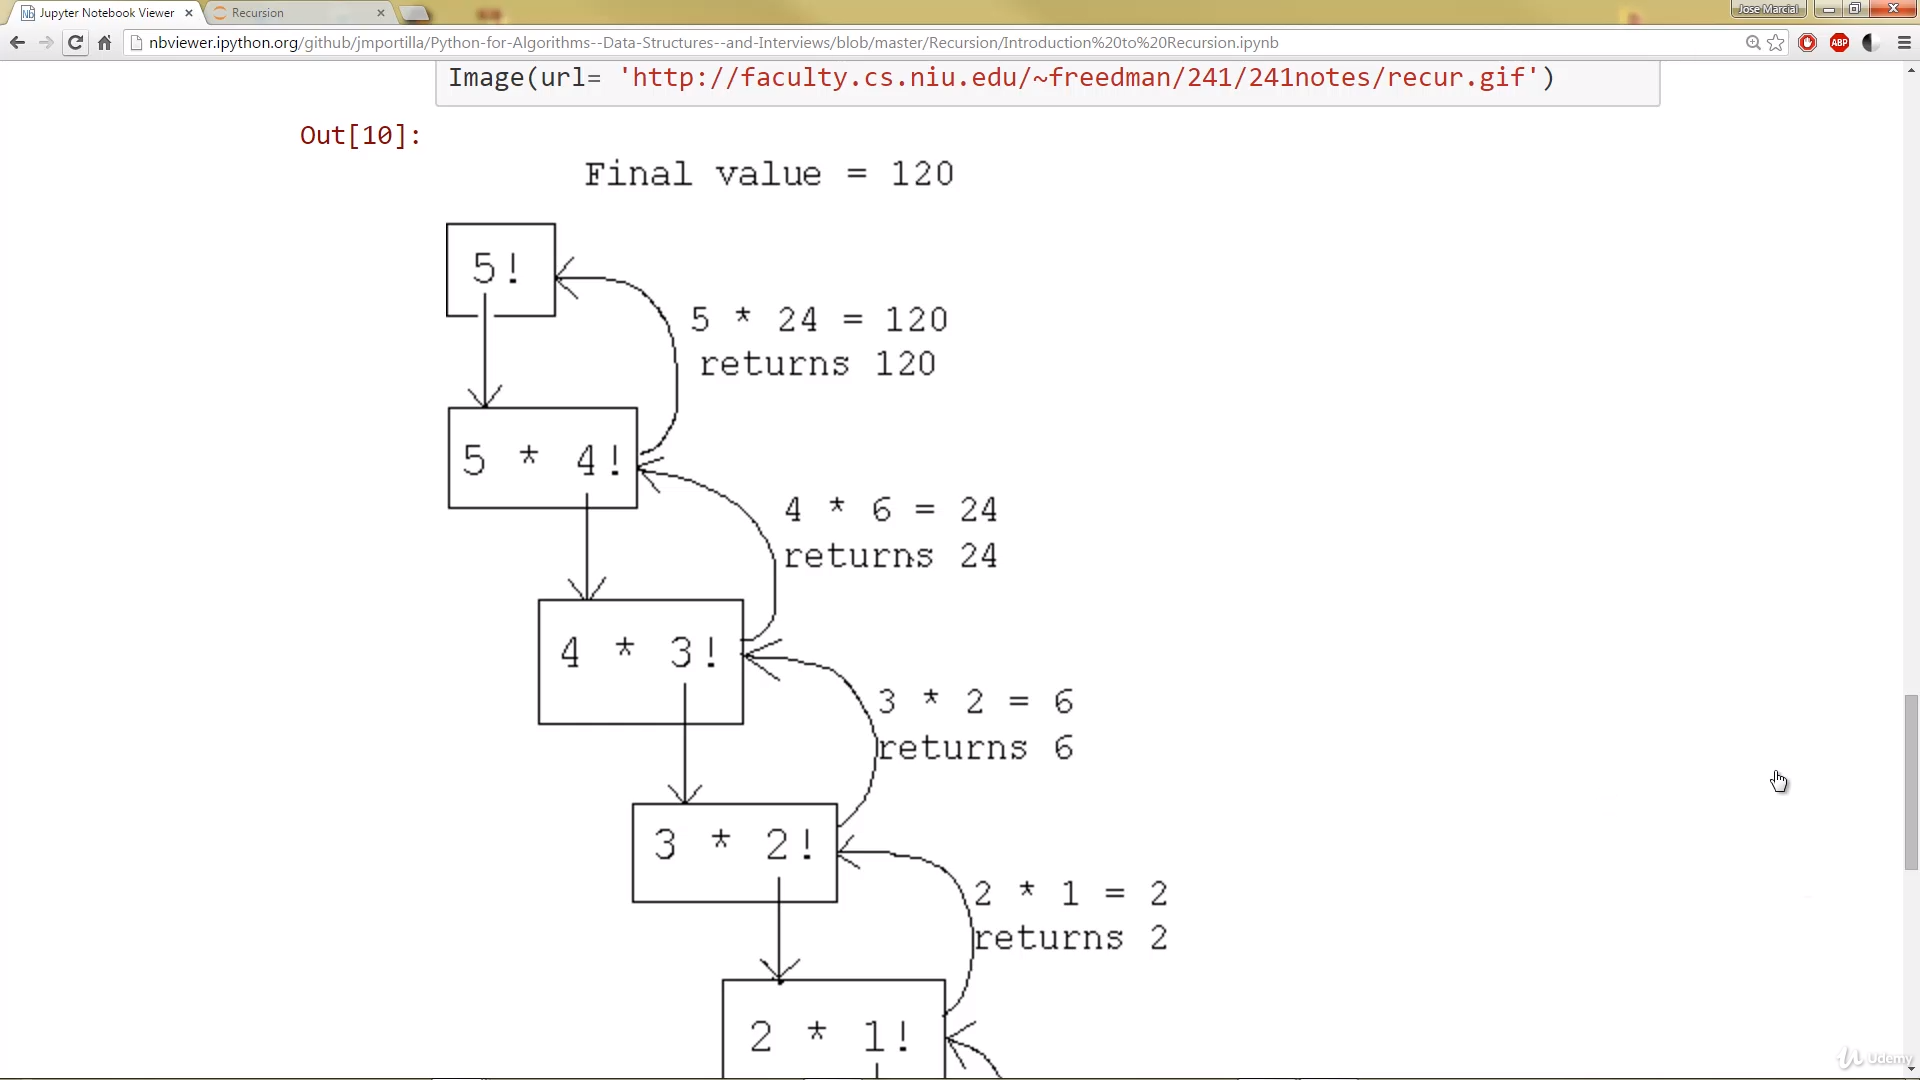 Jupyter Notebook Viewer
Recursion
Jose Marcial
nbviewer.ipython.org/github/jmportilla/Python-for-Algorithms--Data-Structures--and-Interviews/blob/master/Recursion/Introduction%20to%20Recursion.ipynb
ABP
Image(url= 'http://faculty.cs.niu.edu/~freedman/241/241notes/recur.gif')
Out[10]:
Final value = 120
5!
5 * 24 = 120
returns 120
5 * 4!
4 * 6 = 24
returns 24
4 * 3!
3 * 2 = 6
returns 6
3 * 2!
2 * 1 = 2
returns 2
2 * 1!
Udemy